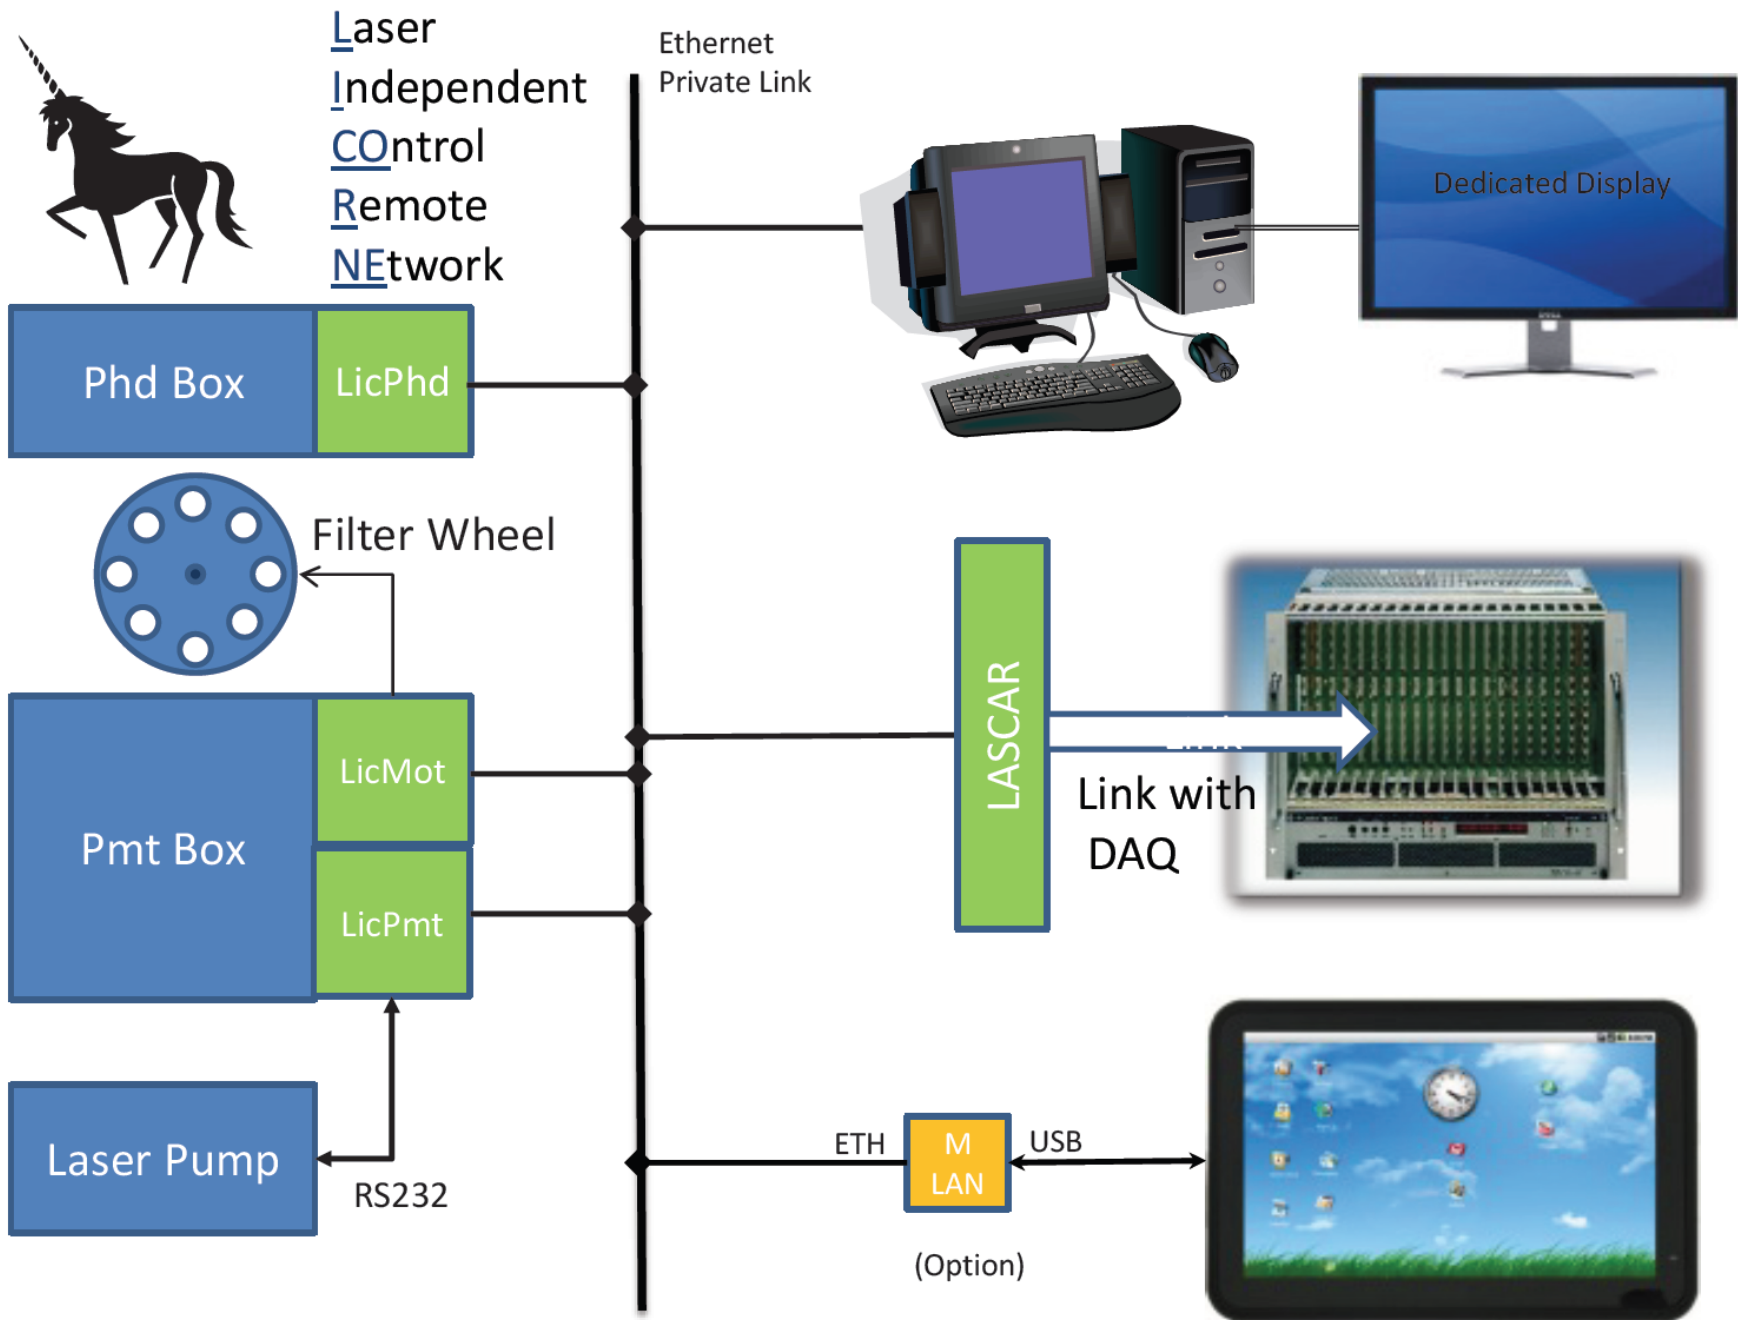 Laser
Independent
COntrol
Remote
NEtwork
Ethernet
Private Link
Dedicated Display
DELL
Phd Box
LicPhd
Filter Wheel
LicMot
Pmt Box
LicPmt
LASCAR
Link with
DAQ
Laser Pump
RS232
ETH
M
LAN
USB
(Option)